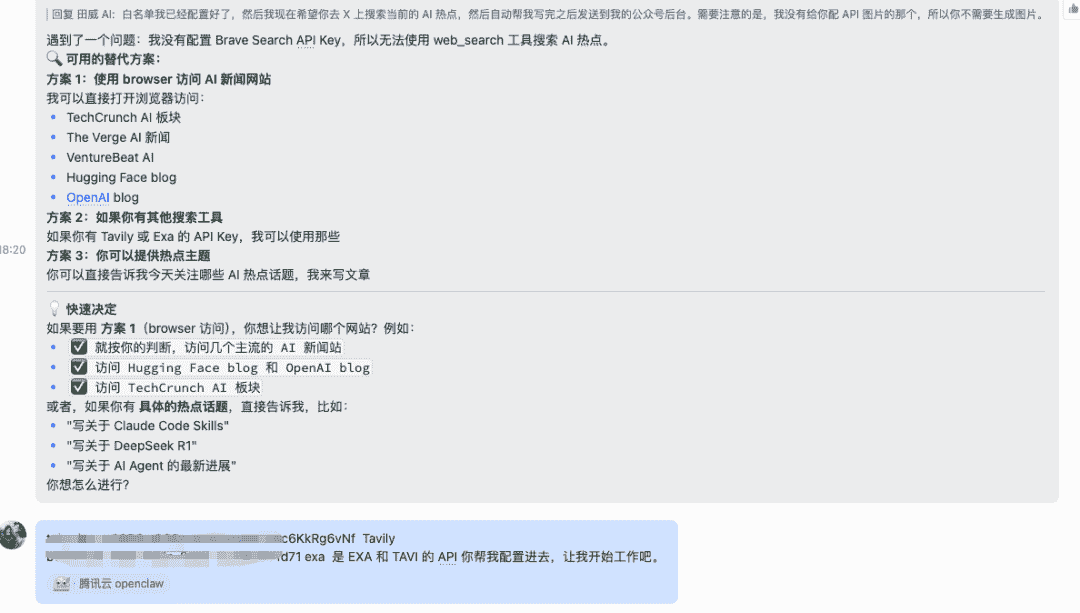 回复 田威 AI: 白名单我已经配置好了，然后我现在希望你去 X 上搜索当前的 AI 热点，然后自动帮我写完之后发送到我的公众号后台。需要注意的是，我没有给你配 API 图片的那个，所以你不需要生成图片。
遇到了一个问题：我没有配置 Brave Search API Key，所以无法使用 web_search 工具搜索 AI 热点。
🔍 可用的替代方案：
方案 1：使用 browser 访问 AI 新闻网站
我可以直接打开浏览器访问：
• TechCrunch AI 板块
• The Verge AI 新闻
• VentureBeat AI
• Hugging Face blog
• OpenAI blog
方案 2：如果你有其他搜索工具
如果你有 Tavily 或 Exa 的 API Key，我可以使用那些
18:20
方案 3：你可以提供热点主题
你可以直接告诉我今天关注哪些 AI 热点话题，我来写文章
💡 快速决定
如果要用 方案 1（browser 访问），你想让我访问哪个网站？例如：
• ✅ 就按你的判断，访问几个主流的 AI 新闻站
• ✅ 访问 Hugging Face blog 和 OpenAI blog
• ✅ 访问 TechCrunch AI 板块
或者，如果你有 具体的热点话题，直接告诉我，比如：
• "写关于 Claude Code Skills"
• "写关于 DeepSeek R1"
• "写关于 AI Agent 的最新进展"
你想怎么进行？
c6KkRg6vNf Tavily
d71 exa 是 EXA 和 TAVI 的 API 你帮我配置进去，让我开始工作吧。
· 腾讯云 openclaw